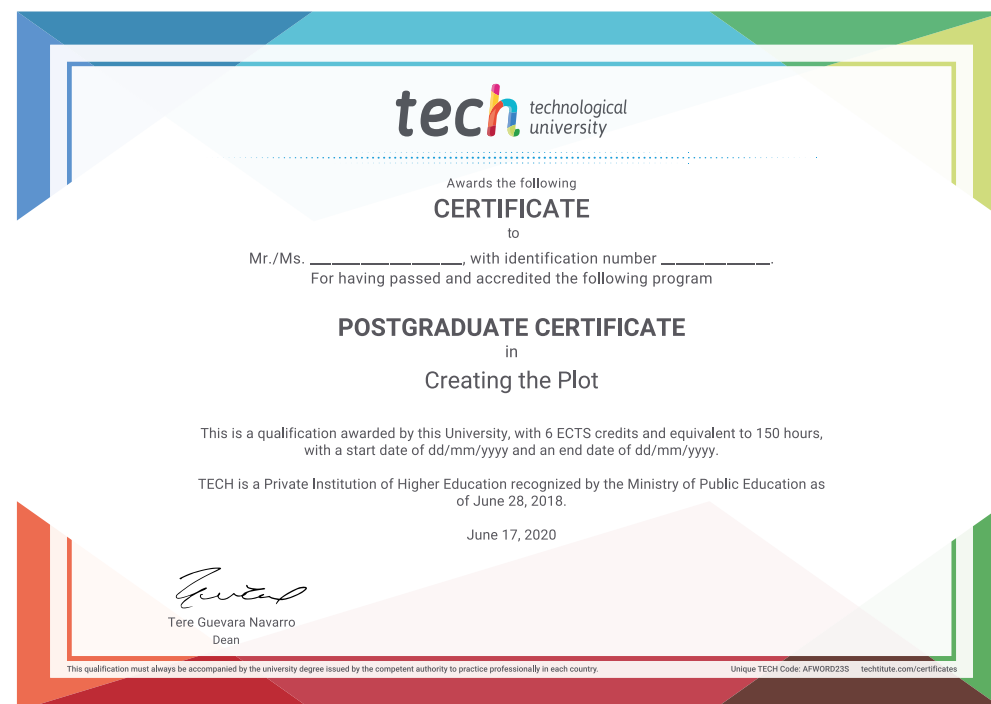 tech technological
university
Awards the following
CERTIFICATE
to
Mr./Ms. ____________________, with identification number ______________.
For having passed and accredited the following program
POSTGRADUATE CERTIFICATE
in
Creating the Plot
This is a qualification awarded by this University, with 6 ECTS credits and equivalent to 150 hours,
with a start date of dd/mm/yyyy and an end date of dd/mm/yyyy.
TECH is a Private Institution of Higher Education recognized by the Ministry of Public Education as
of June 28, 2018.
June 17, 2020
Tere Guevara Navarro
Dean
This qualification must always be accompanied by the university degree issued by the competent authority to practice professionally in each country.
Unique TECH Code: AFWORD23S techtitute.com/certificates